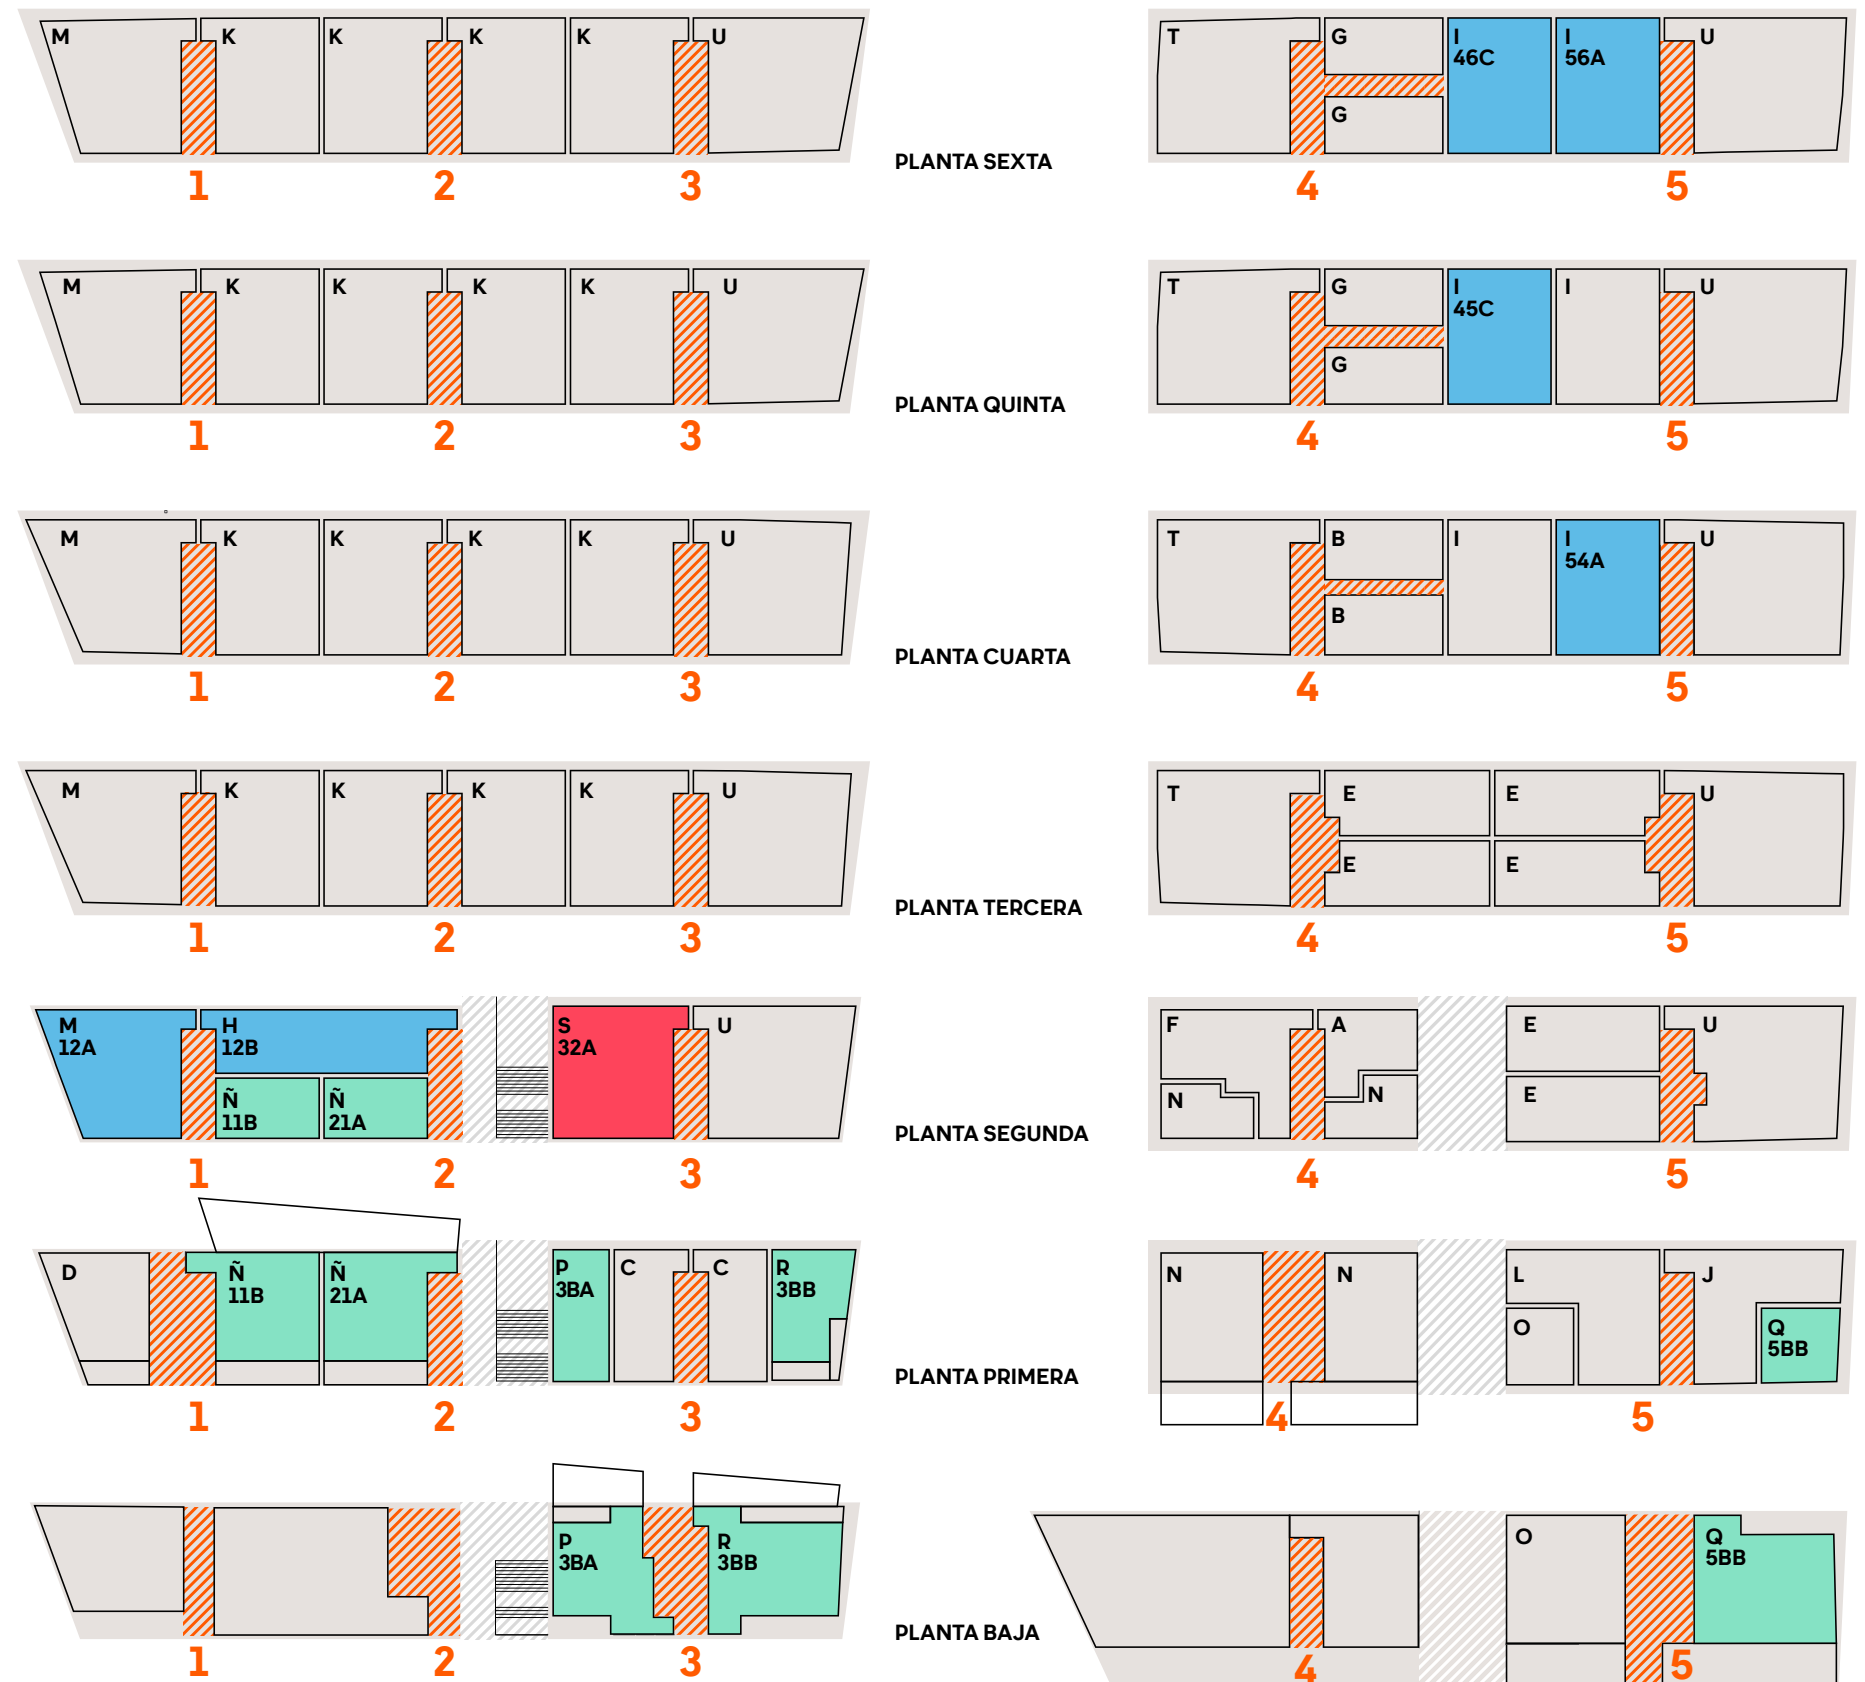 M K K K K U
T G I I U
46C 56A
G
PLANTA SEXTA
1 2 3 4 5
M K K K K U
T G I I U
45C
G
PLANTA QUINTA
1 2 3 4 5
M K K K K U
T B I I U
54A
B
PLANTA CUARTA
1 2 3 4 5
M K K K K U
T E E U
E E
PLANTA TERCERA
1 2 3 4 5
M H S U
12A 12B 32A
F A E U
Ñ Ñ
11B 21A
N N E
PLANTA SEGUNDA
1 2 3 4 5
D Ñ Ñ P C C R
11B 21A 3BA 3BB
N N L J
O Q
5BB
PLANTA PRIMERA
1 2 3 4 5
P R
3BA 3BB
O Q
5BB
PLANTA BAJA
1 2 3 4 5